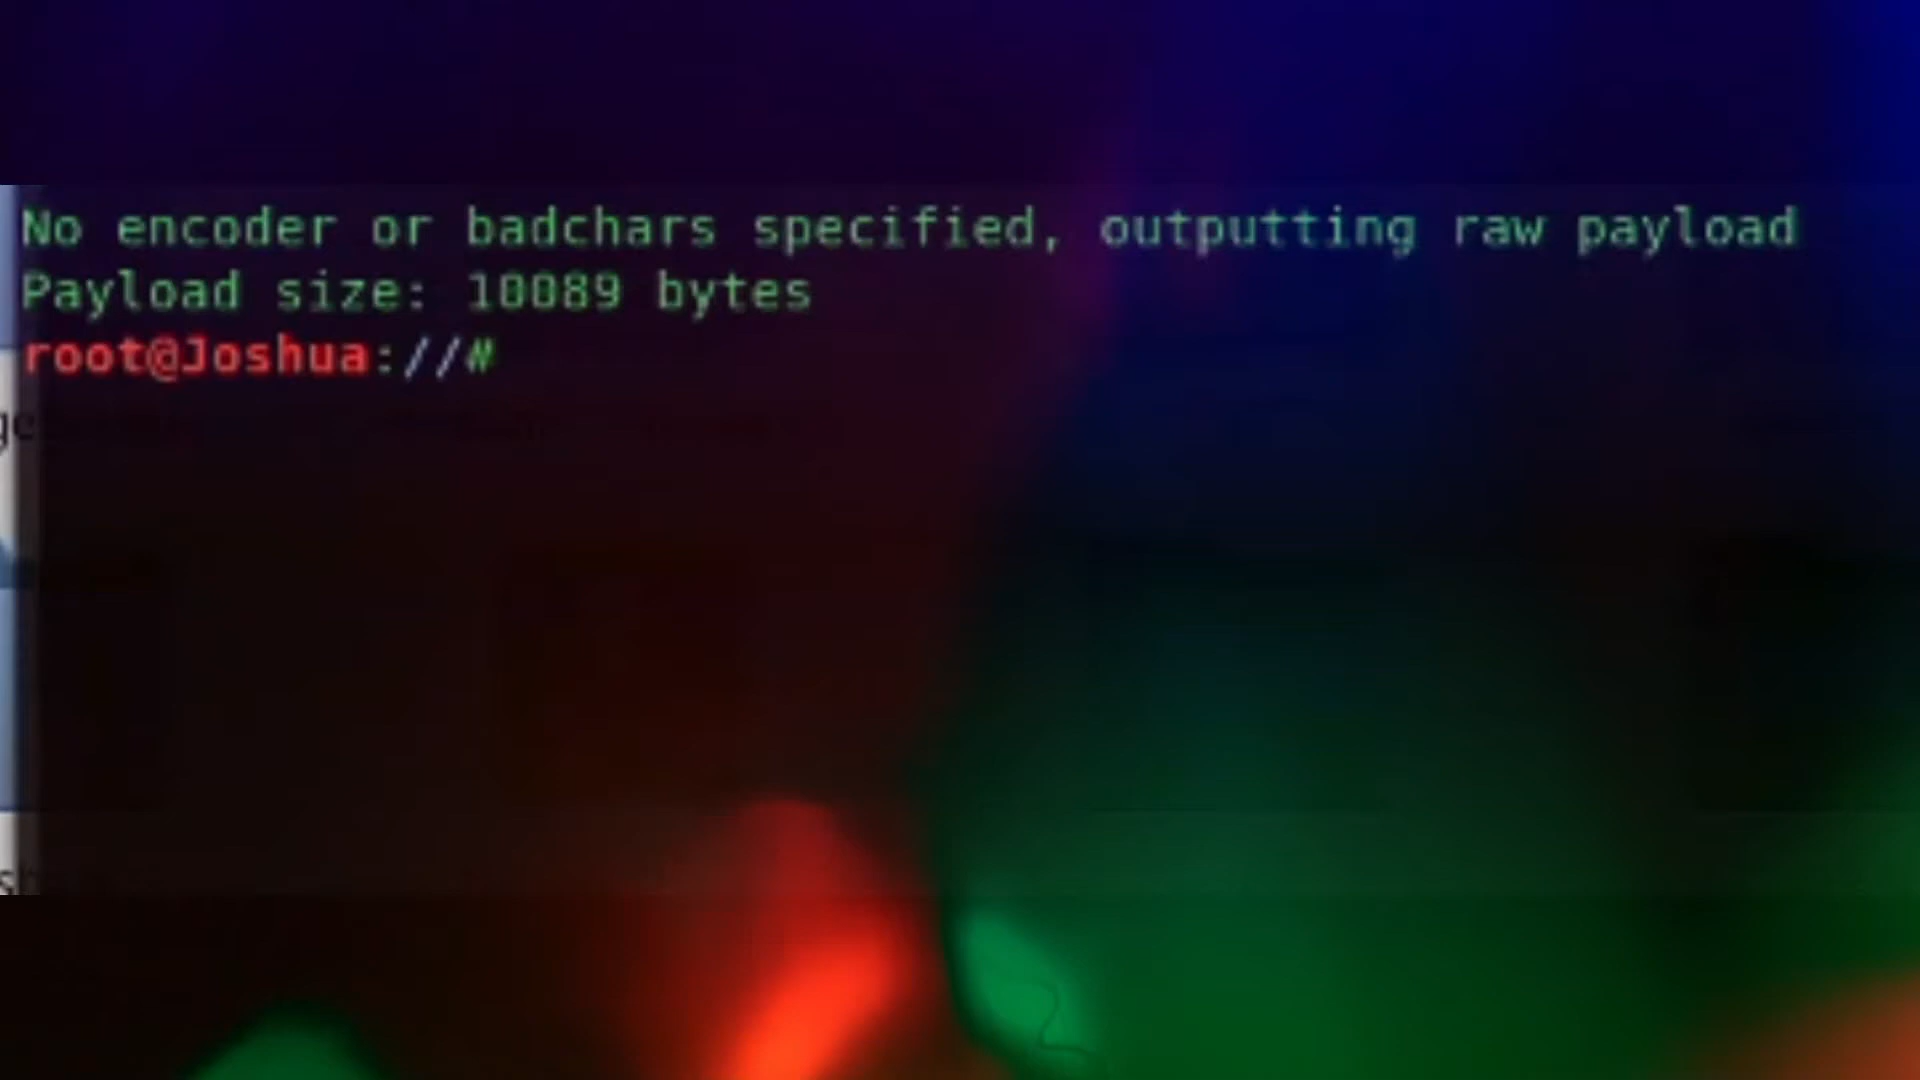 No encoder or badchars specified, outputting raw payload
Payload size: 10089 bytes
root@Joshua://#